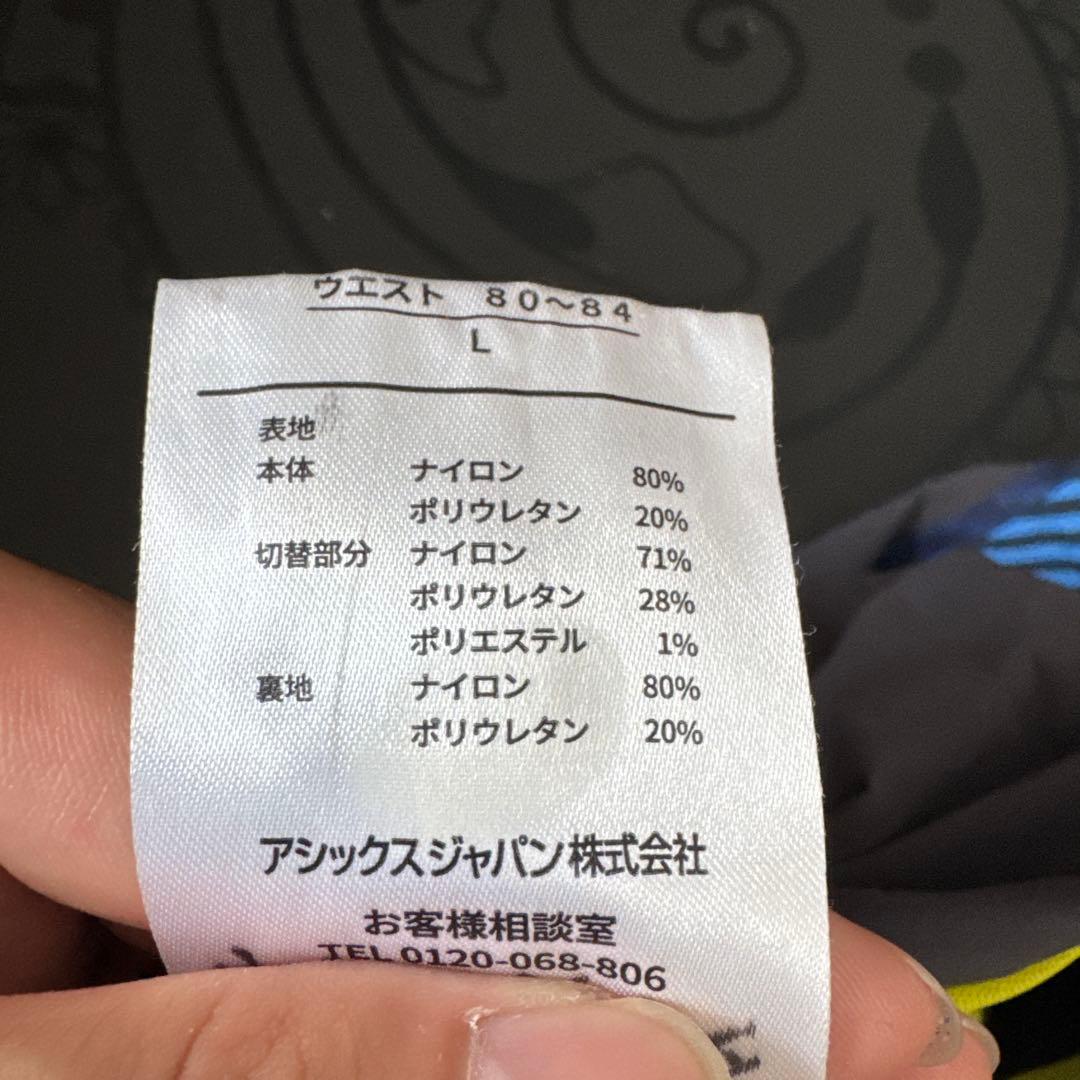 ウエスト 80〜84
L
表地
本体 ナイロン 80%
ポリウレタン 20%
切替部分 ナイロン 71%
ポリウレタン 28%
ポリエステル 1%
裏地 ナイロン 80%
ポリウレタン 20%
アシックスジャパン株式会社
お客様相談室
TEL 0120-068-806